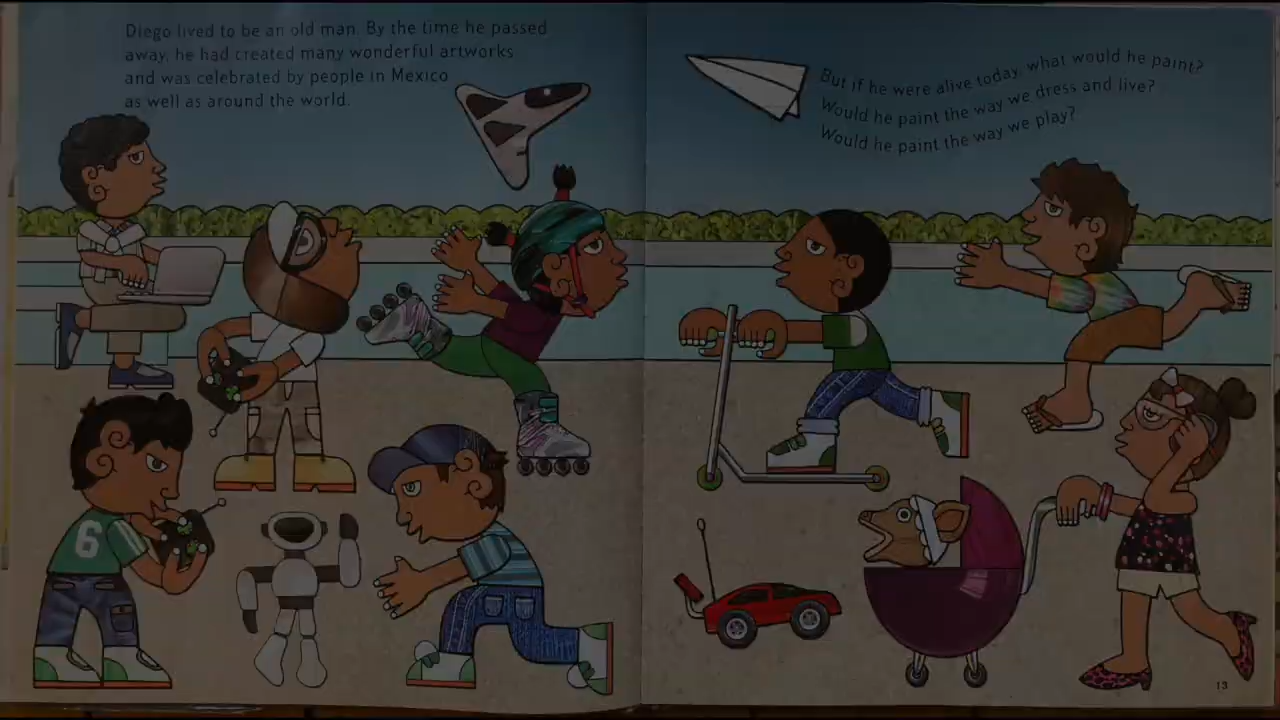 Diego lived to be an old man. By the time he passed
away, he had created many wonderful artworks
and was celebrated by people in Mexico
as well as around the world.
But if he were alive today, what would he paint?
Would he paint the way we dress and live?
Would he paint the way we play?
6
13